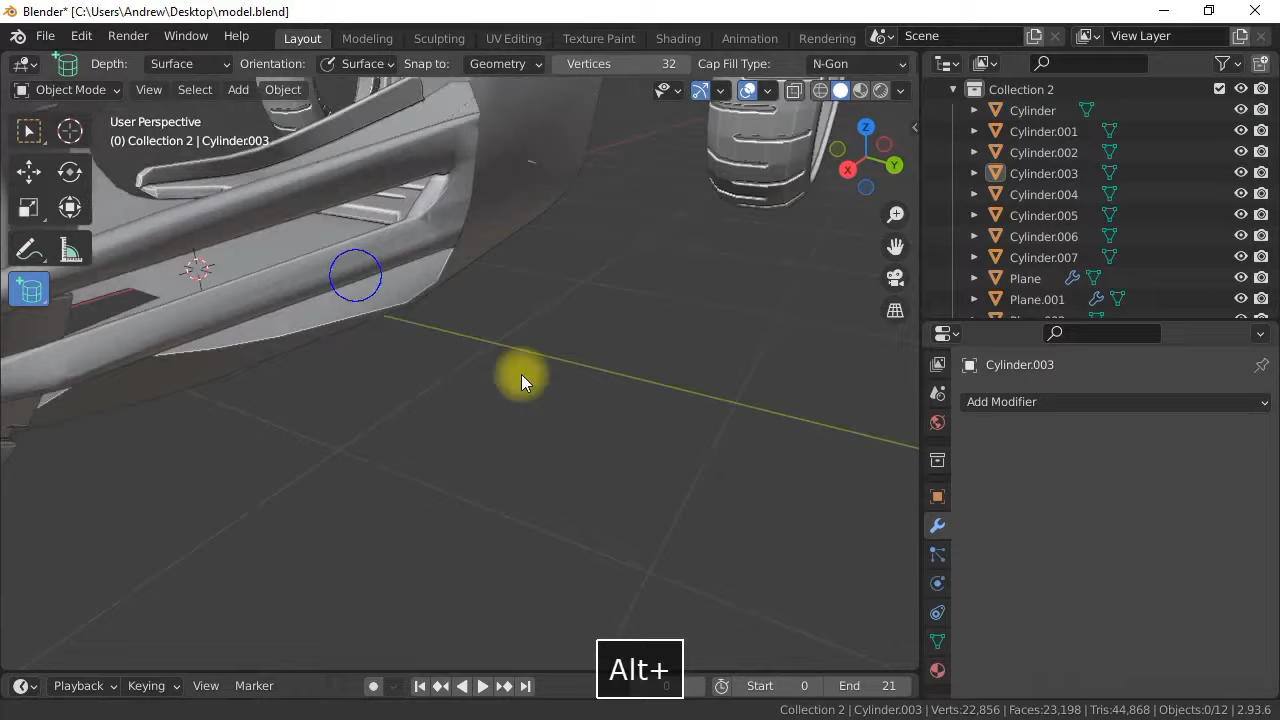 Blender* [C:\Users\Andrew\Desktop\model.blend]
File Edit Render Window Help Layout Modeling Sculpting UV Editing Texture Paint Shading Animation Rendering Scene View Layer
Depth: Surface Orientation: Surface Snap to: Geometry Vertices 32 Cap Fill Type: N-Gon
Object Mode View Select Add Object
User Perspective
(0) Collection 2 | Cylinder.003
Z
Y
X
Collection 2
Cylinder
Cylinder.001
Cylinder.002
Cylinder.003
Cylinder.004
Cylinder.005
Cylinder.006
Cylinder.007
Plane
Plane.001
Cylinder.003
Add Modifier
Alt+
Playback Keying View Marker 0 Start 0 End 21
Collection 2 | Cylinder.003 | Verts:22,856 | Faces:23,198 | Tris:44,868 | Objects:0/12 | 2.93.6